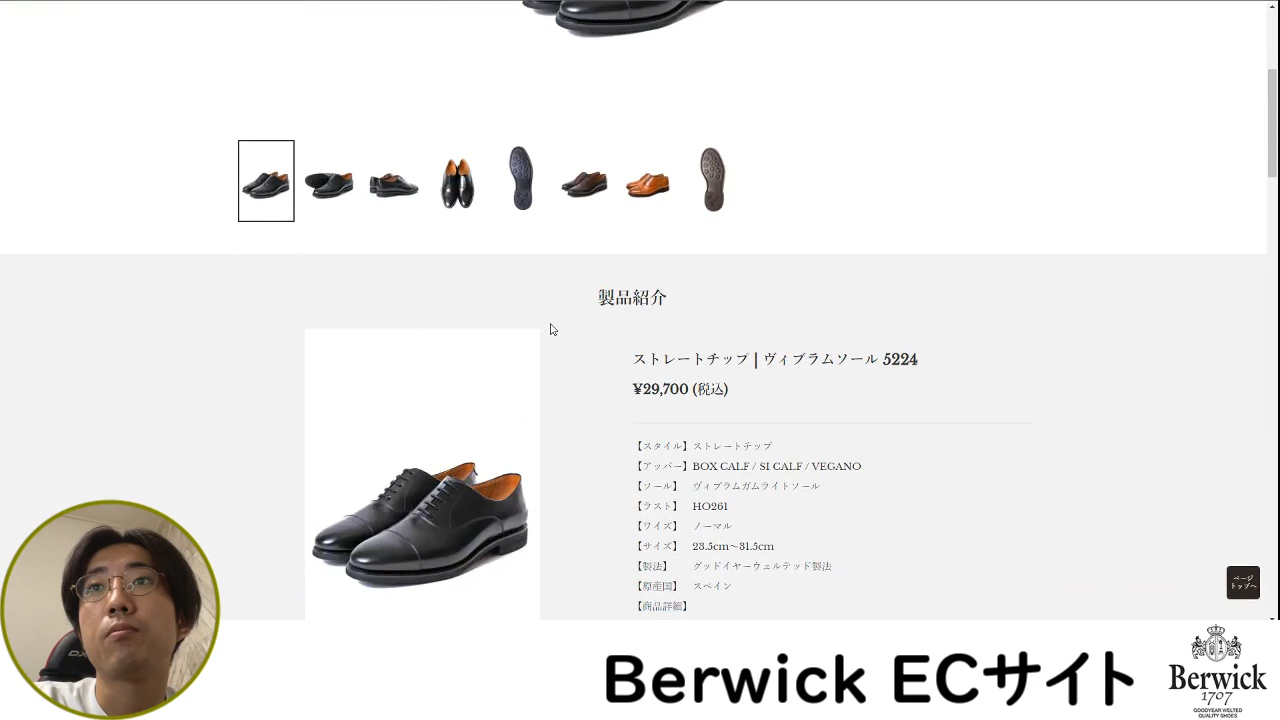 製品紹介
ストレートチップ | ヴィブラムソール 5224
¥29,700 (税込)
【スタイル】ストレートチップ
【アッパー】BOX CALF / SI CALF / VEGANO
【ソール】 ヴィブラムガムライトソール
【ラスト】 HO261
【ワイズ】 ノーマル
【サイズ】 23.5cm〜31.5cm
【製法】 グッドイヤーウェルテッド製法
【原産国】 スペイン
【商品詳細】
ページ
トップへ
DX
Berwick ECサイト
Berwick
1707
GOODYEAR WELTED
QUALITY SHOES